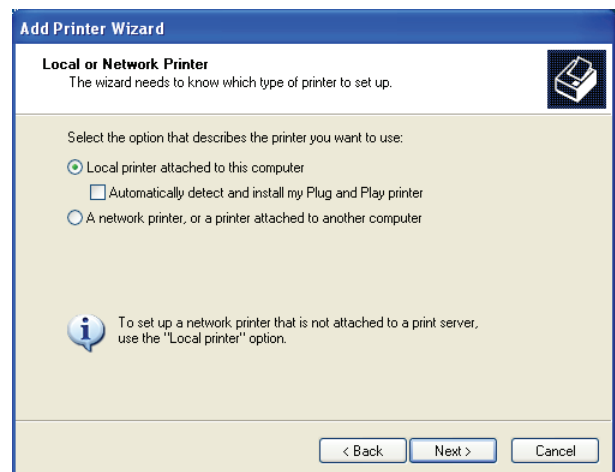 Add Printer Wizard
Local or Network Printer
The wizard needs to know which type of printer to set up.
Select the option that describes the printer you want to use:
Local printer attached to this computer
Automatically detect and install my Plug and Play printer
A network printer, or a printer attached to another computer
To set up a network printer that is not attached to a print server,
use the "Local printer" option.
< Back Next > Cancel